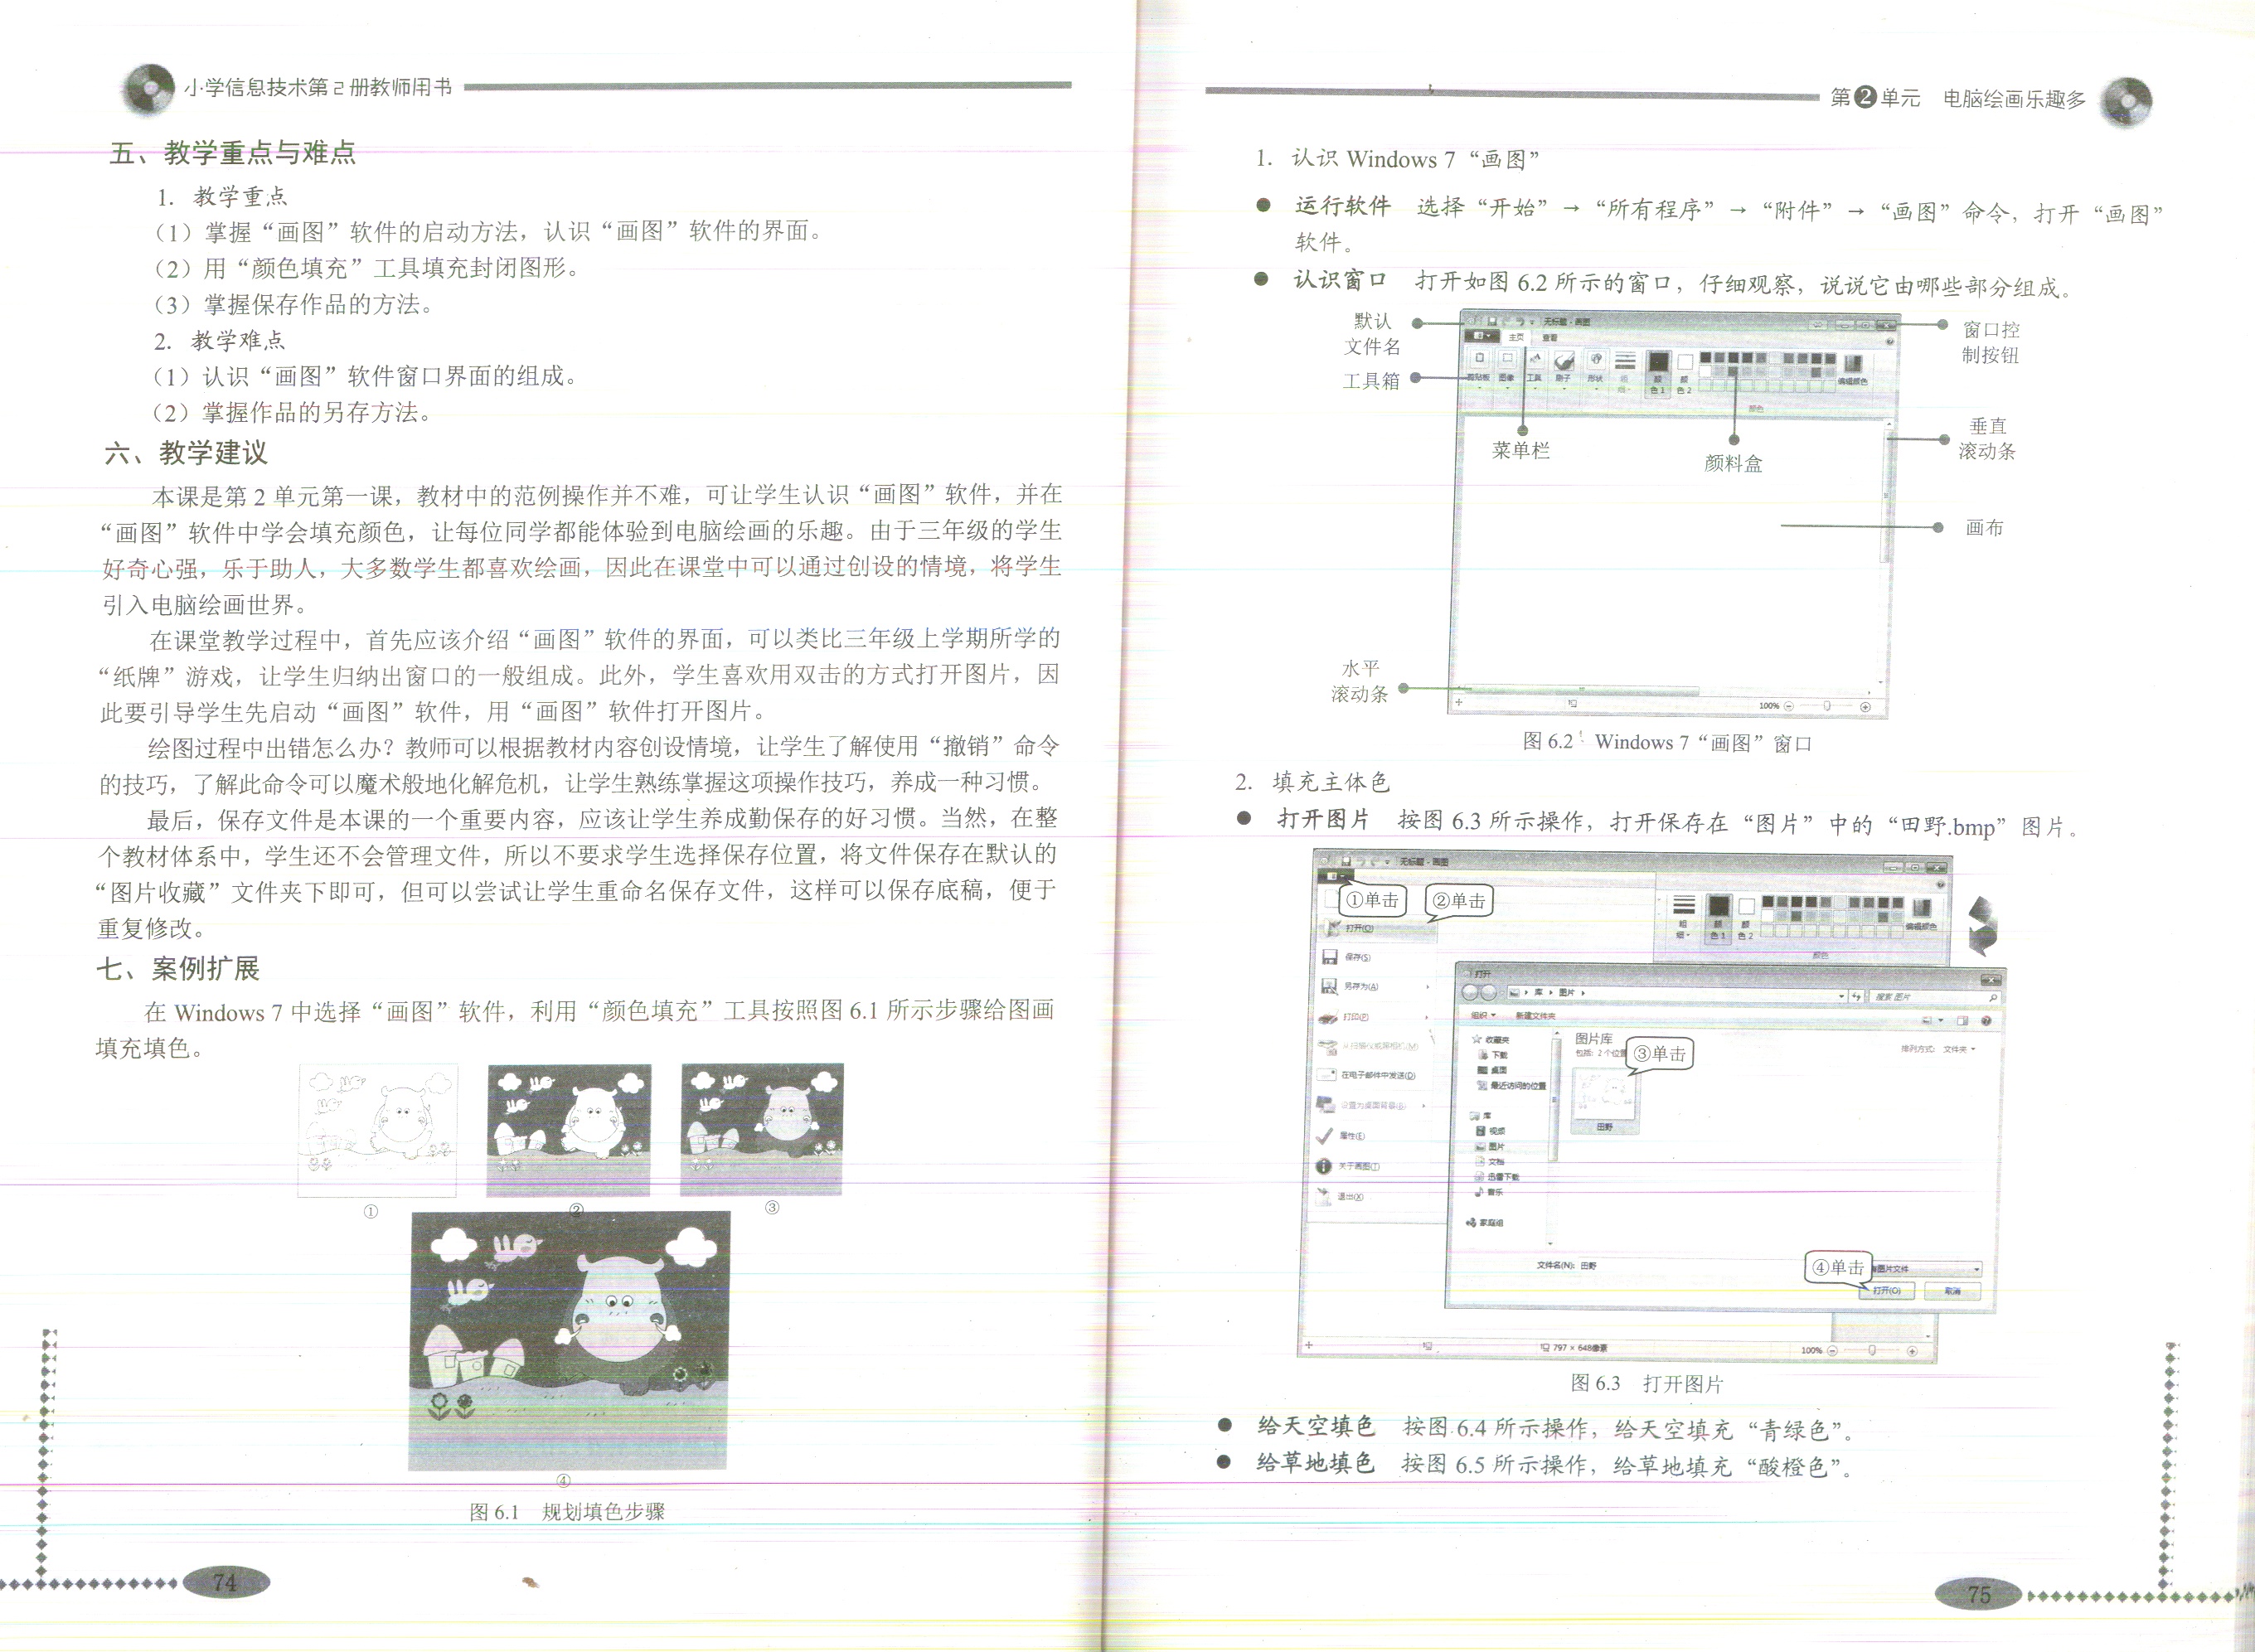 小学信息技术第2册教师用书
五、教学重点与难点
1. 教学重点
（1）掌握“画图”软件的启动方法，认识“画图”软件的界面。
（2）用“颜色填充”工具填充封闭图形。
（3）掌握保存作品的方法。
2. 教学难点
（1）认识“画图”软件窗口界面的组成。
（2）掌握作品的另存方法。
六、教学建议
本课是第2单元第一课，教材中的范例操作并不难，可让学生认识“画图”软件，并在
“画图”软件中学会填充颜色，让每位同学都能体验到电脑绘画的乐趣。由于三年级的学生
好奇心强，乐于助人，大多数学生都喜欢绘画，因此在课堂中可以通过创设的情境，将学生
引入电脑绘画世界。
在课堂教学过程中，首先应该介绍“画图”软件的界面，可以类比三年级上学期所学的
“纸牌”游戏，让学生归纳出窗口的一般组成。此外，学生喜欢用双击的方式打开图片，因
此要引导学生先启动“画图”软件，用“画图”软件打开图片。
绘图过程中出错怎么办？教师可以根据教材内容创设情境，让学生了解使用“撤销”命令
的技巧，了解此命令可以魔术般地化解危机，让学生熟练掌握这项操作技巧，养成一种习惯。
最后，保存文件是本课的一个重要内容，应该让学生养成勤保存的好习惯。当然，在整
个教材体系中，学生还不会管理文件，所以不要求学生选择保存位置，将文件保存在默认的
“图片收藏”文件夹下即可，但可以尝试让学生重命名保存文件，这样可以保存底稿，便于
重复修改。
七、案例扩展
在 Windows 7 中选择“画图”软件，利用“颜色填充”工具按照图 6.1 所示步骤给图画
填充填色。
①
②
③
④
图 6.1 规划填色步骤
74
第2单元 电脑绘画乐趣多
1. 认识 Windows 7“画图”
● 运行软件 选择“开始”→“所有程序”→“附件”→“画图”命令，打开“画图”
软件。
● 认识窗口 打开如图 6.2 所示的窗口，仔细观察，说说它由哪些部分组成。
默认
文件名
工具箱
无标题 - 画图
主页 查看
剪贴板 图像 工具 刷子 形状 颜色1 颜色2 编辑颜色
颜色
窗口控
制按钮
菜单栏
颜料盒
垂直
滚动条
画布
水平
滚动条
100%
图 6.2 Windows 7“画图”窗口
2. 填充主体色
● 打开图片 按图 6.3 所示操作，打开保存在“图片”中的“田野.bmp”图片。
无标题 - 画图
①单击
②单击
粗细 颜色1 颜色2 编辑颜色
颜色
打开(O)
保存(S)
另存为(A)
打印(P)
从扫描仪或照相机(M)
在电子邮件中发送(D)
设置为桌面背景(B)
属性(E)
关于画图(T)
退出(X)
打开
库 图片
搜索 图片
组织 新建文件夹
收藏夹
下载
桌面
最近访问的位置
库
视频
图片
文档
迅雷下载
音乐
家庭组
图片库
包括: 2 个位置
排列方式: 文件夹
③单击
田野
文件名(N): 田野
图片文件
④单击
打开(O) 取消
797 × 648像素
100%
图 6.3 打开图片
● 给天空填色 按图 6.4 所示操作，给天空填充“青绿色”。
● 给草地填色 按图 6.5 所示操作，给草地填充“酸橙色”。
75